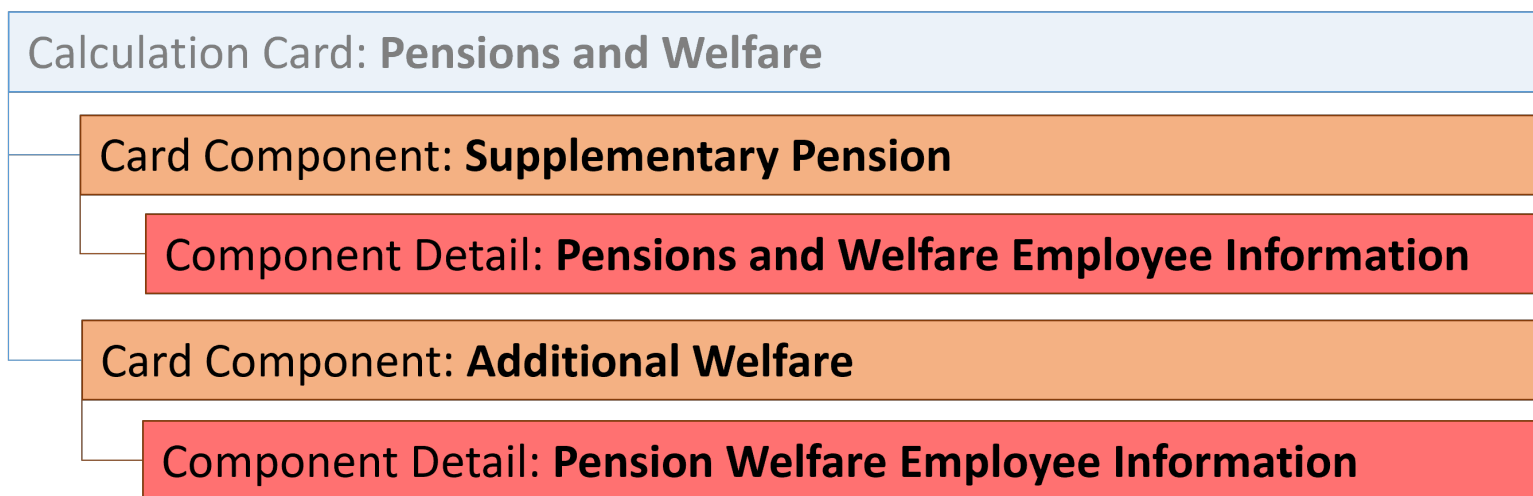 Calculation Card: Pensions and Welfare
Card Component: Supplementary Pension
Component Detail: Pensions and Welfare Employee Information
Card Component: Additional Welfare
Component Detail: Pension Welfare Employee Information